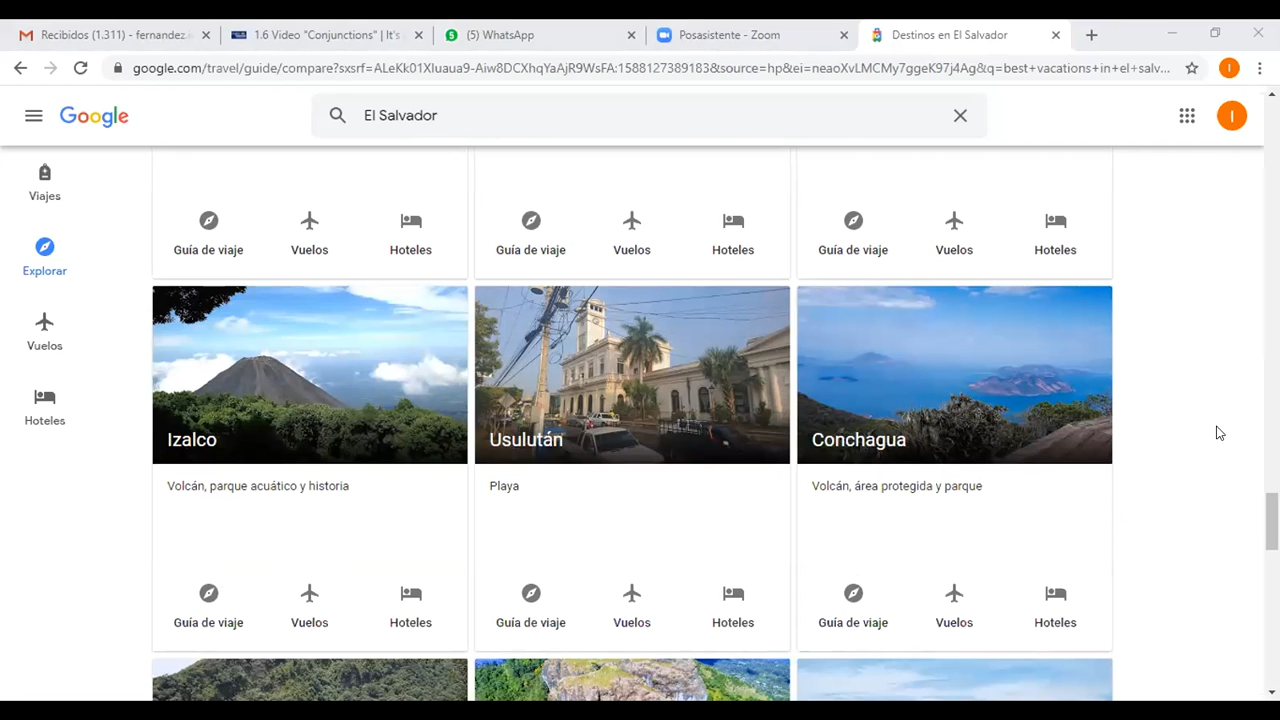 Recibidos (1.311) - fernandez.
1.6 Video "Conjunctions" | It's
(5) WhatsApp
Posasistente - Zoom
Destinos en El Salvador
google.com/travel/guide/compare?sxsrf=ALeKk01XIuaua9-Aiw8DCXhqYaAjR9WsFA:1588127389183&source=hp&ei=neaoXvLMCMy7ggeK97j4Ag&q=best+vacations+in+el+salv...
I
Google
El Salvador
I
Viajes
Explorar
Vuelos
Hoteles
Guía de viaje Vuelos Hoteles
Guía de viaje Vuelos Hoteles
Guía de viaje Vuelos Hoteles
Izalco
Volcán, parque acuático y historia
Guía de viaje Vuelos Hoteles
Usulután
Playa
Guía de viaje Vuelos Hoteles
Conchagua
Volcán, área protegida y parque
Guía de viaje Vuelos Hoteles